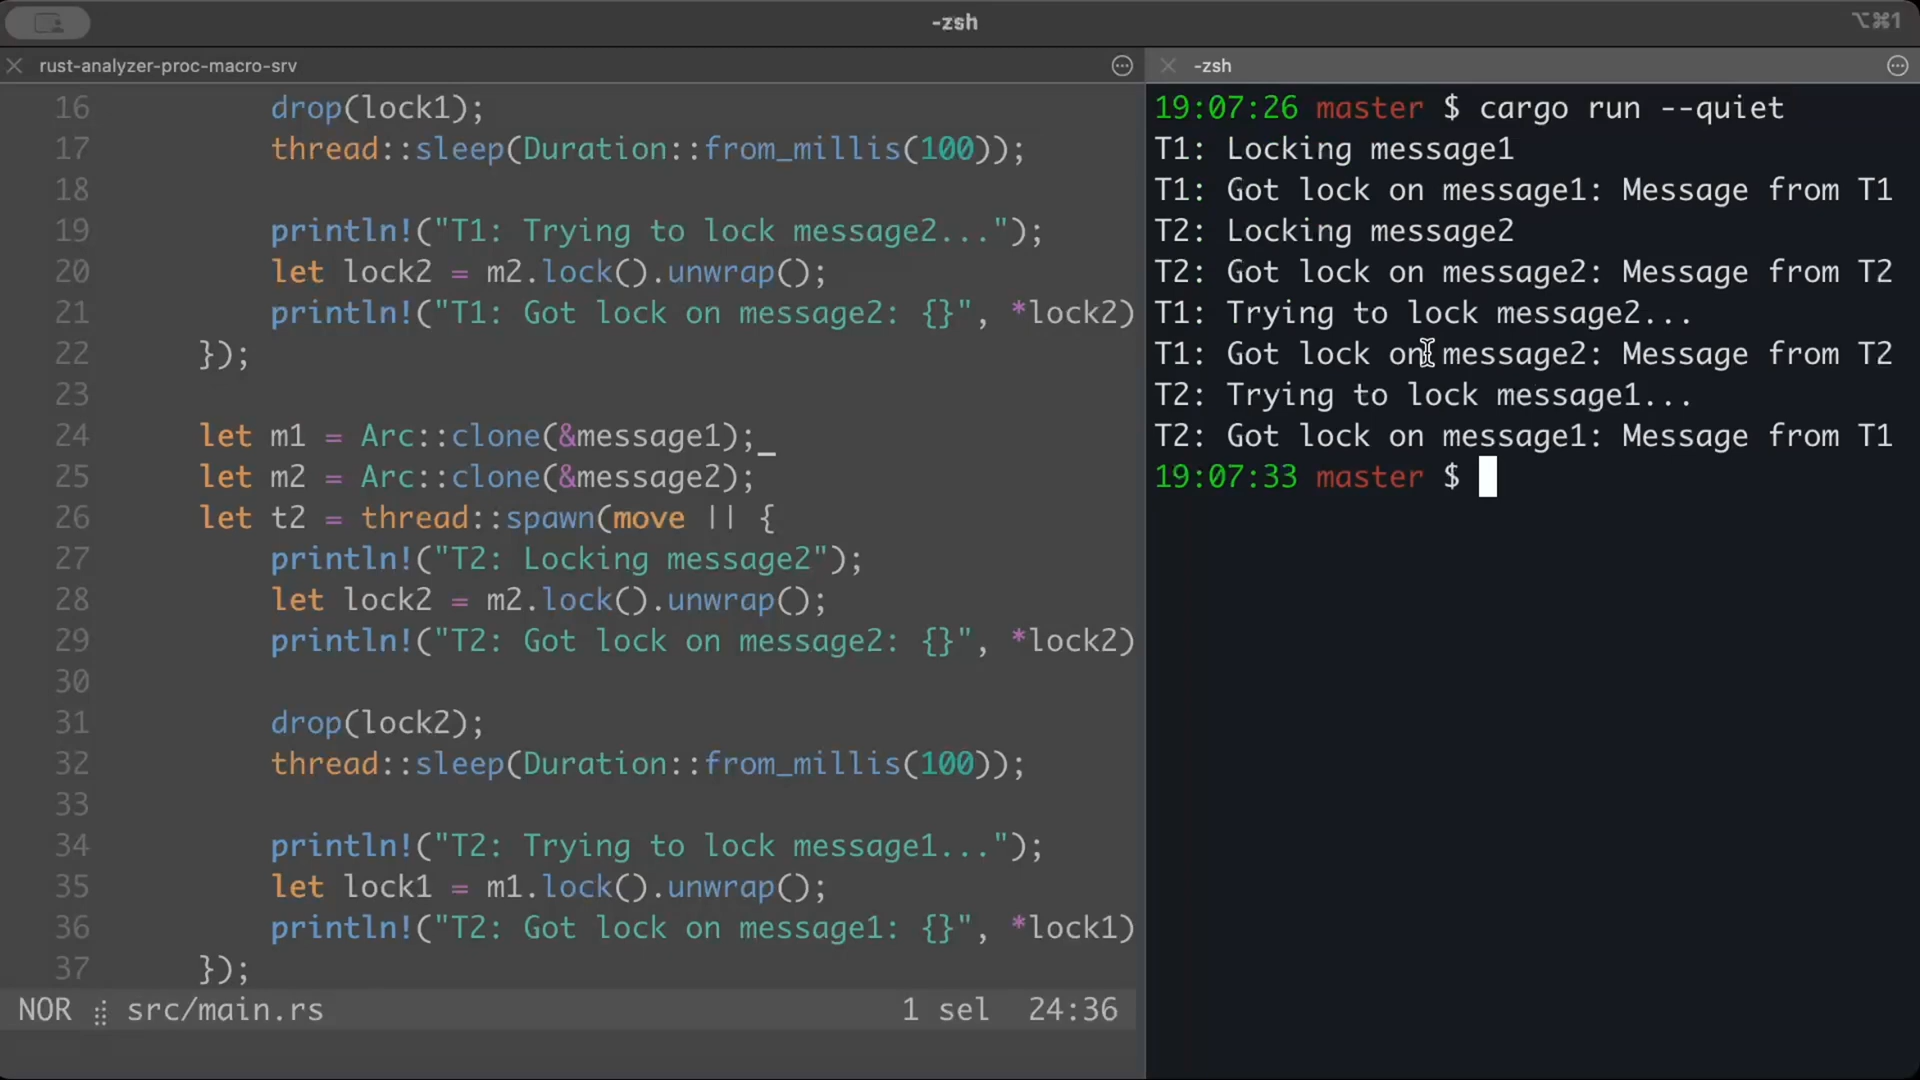 -zsh
⌥⌘1
rust-analyzer-proc-macro-srv
16 drop(lock1);
17 thread::sleep(Duration::from_millis(100));
18
19 println!("T1: Trying to lock message2...");
20 let lock2 = m2.lock().unwrap();
21 println!("T1: Got lock on message2: {}", *lock2)
22 });
23
24 let m1 = Arc::clone(&message1);
25 let m2 = Arc::clone(&message2);
26 let t2 = thread::spawn(move || {
27 println!("T2: Locking message2");
28 let lock2 = m2.lock().unwrap();
29 println!("T2: Got lock on message2: {}", *lock2)
30
31 drop(lock2);
32 thread::sleep(Duration::from_millis(100));
33
34 println!("T2: Trying to lock message1...");
35 let lock1 = m1.lock().unwrap();
36 println!("T2: Got lock on message1: {}", *lock1)
37 });
NOR src/main.rs 1 sel 24:36
-zsh
19:07:26 master $ cargo run --quiet
T1: Locking message1
T1: Got lock on message1: Message from T1
T2: Locking message2
T2: Got lock on message2: Message from T2
T1: Trying to lock message2...
T1: Got lock on message2: Message from T2
T2: Trying to lock message1...
T2: Got lock on message1: Message from T1
19:07:33 master $